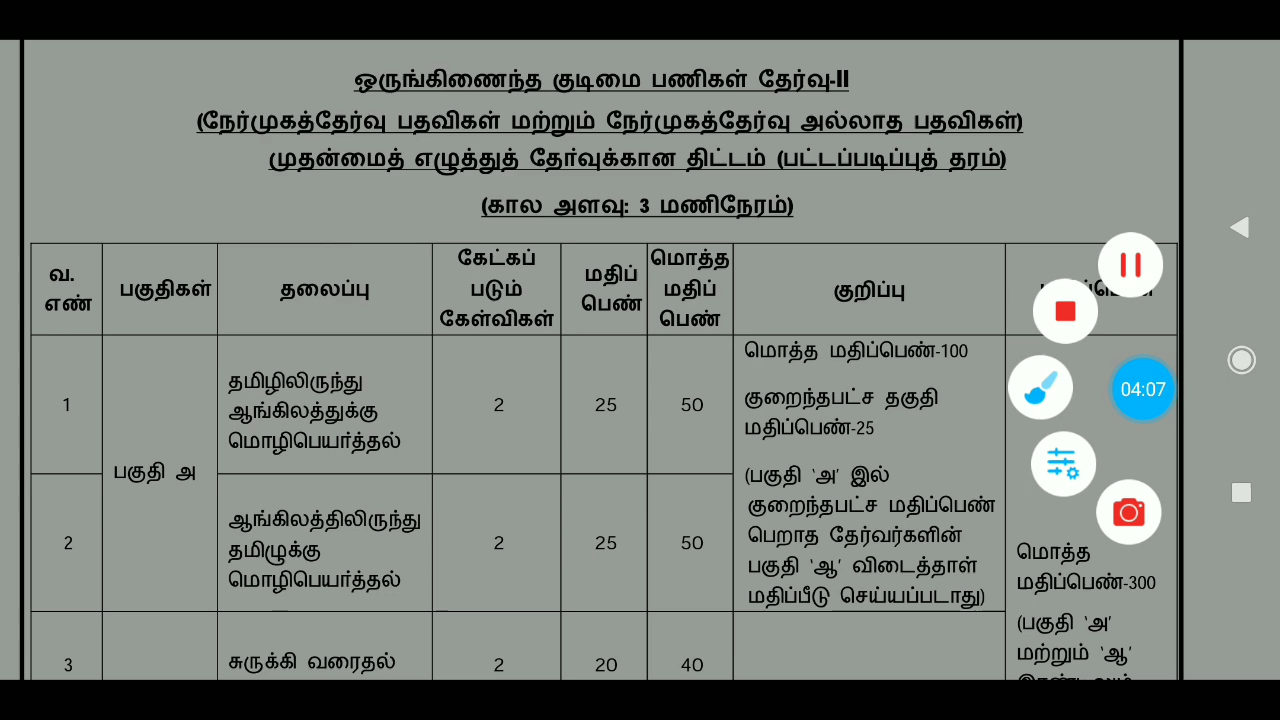 ஒருங்கிணைந்த குடிமை பணிகள் தேர்வு-II
(நேர்முகத்தேர்வு பதவிகள் மற்றும் நேர்முகத்தேர்வு அல்லாத பதவிகள்)
முதன்மைத் எழுத்துத் தேர்வுக்கான திட்டம் (பட்டப்படிப்புத் தரம்)
(கால அளவு: 3 மணிநேரம்)
வ.
எண்
பகுதிகள்
தலைப்பு
கேட்கப்
படும்
கேள்விகள்
மதிப்
பெண்
மொத்த
மதிப்
பெண்
குறிப்பு
1
பகுதி அ
தமிழிலிருந்து
ஆங்கிலத்துக்கு
மொழிபெயர்த்தல்
2
25
50
மொத்த மதிப்பெண்-100
குறைந்தபட்ச தகுதி
மதிப்பெண்-25
(பகுதி 'அ' இல்
குறைந்தபட்ச மதிப்பெண்
பெறாத தேர்வர்களின்
பகுதி 'ஆ' விடைத்தாள்
மதிப்பீடு செய்யப்படாது)
2
ஆங்கிலத்திலிருந்து
தமிழுக்கு
மொழிபெயர்த்தல்
2
25
50
3
சுருக்கி வரைதல்
2
20
40
மொத்த
மதிப்பெண்-300
(பகுதி 'அ'
மற்றும் 'ஆ'
04:07